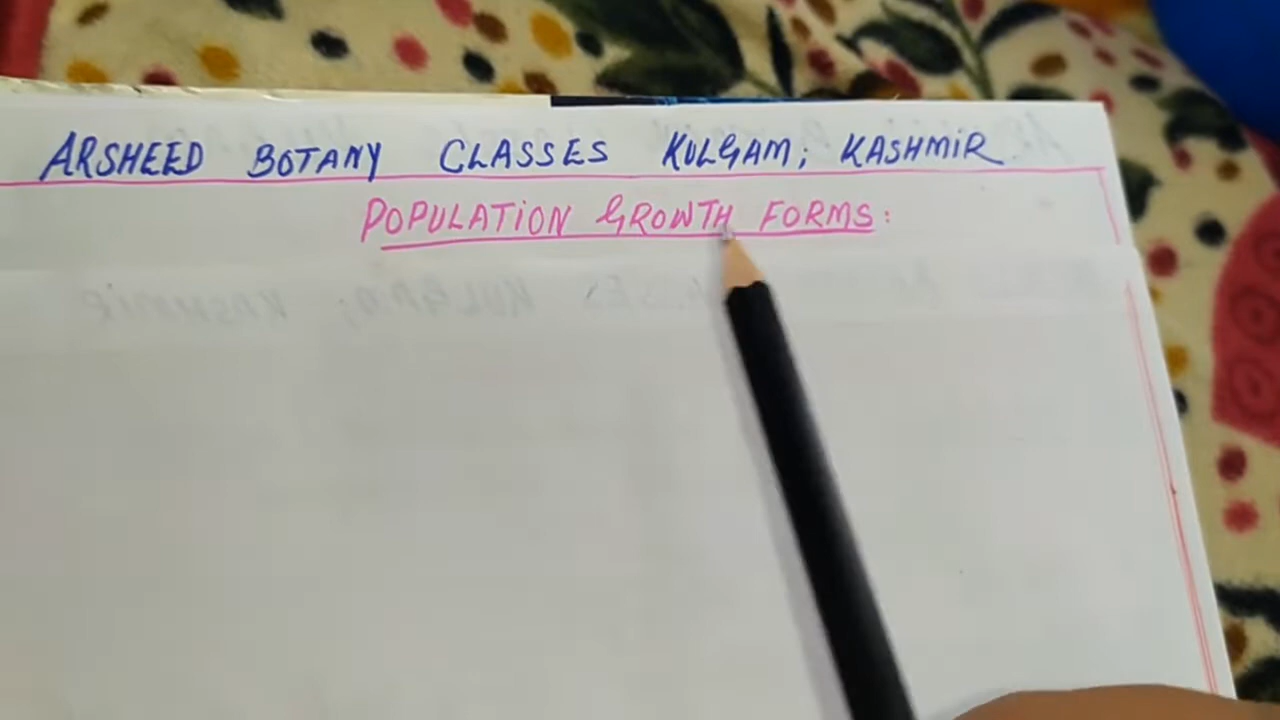 ARSHEED BOTANY CLASSES KULGAM; KASHMIR
POPULATION GROWTH FORMS: